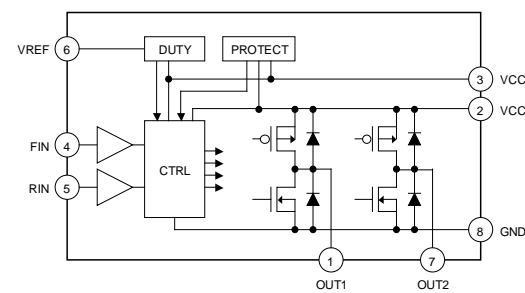 VREF 6 DUTY PROTECT
3 VCC
2 VCC
FIN 4
CTRL
RIN 5
8 GND
1 7
OUT1 OUT2